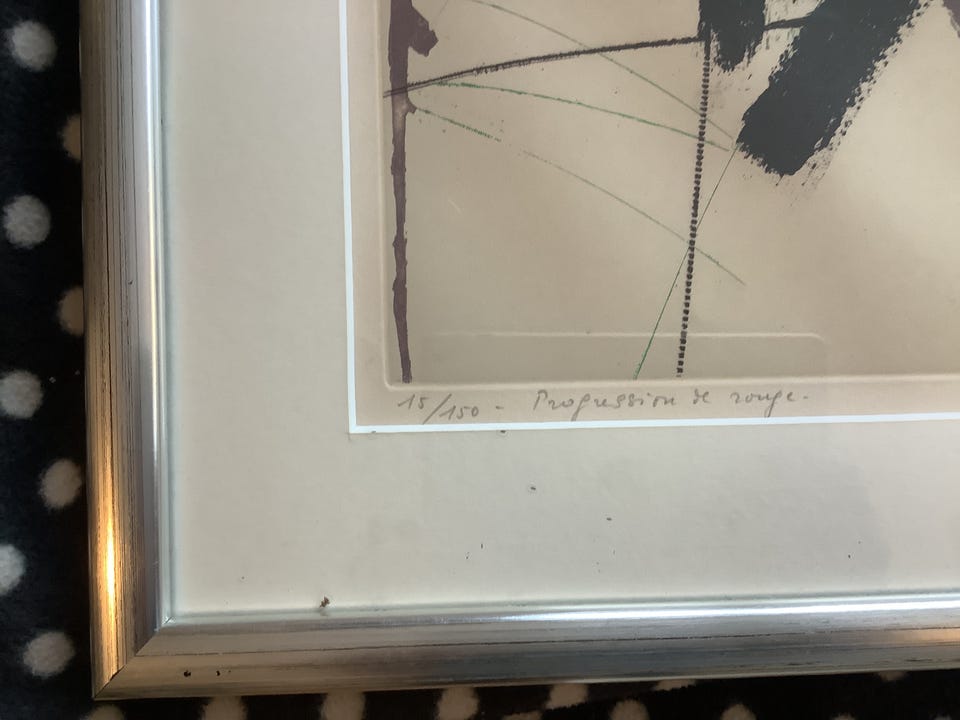 15/150 - Progression de rouge.